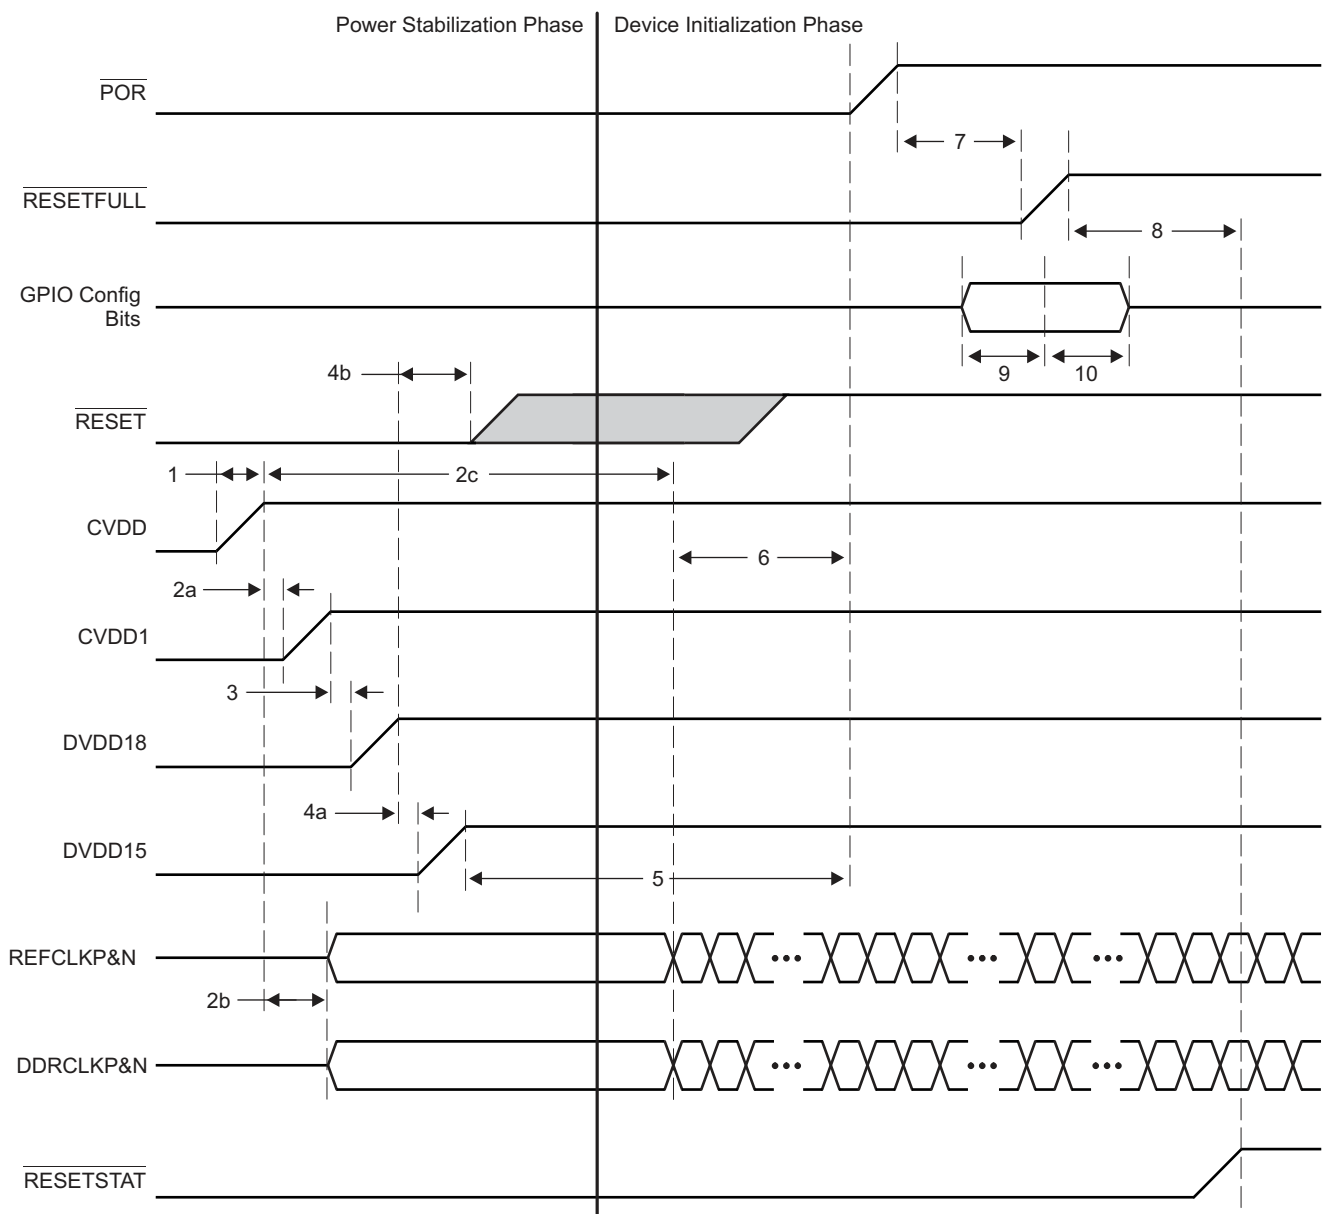 Power Stabilization Phase
Device Initialization Phase
POR
7
RESETFULL
8
GPIO Config
Bits
9
10
4b
RESET
1
2c
CVDD
6
2a
CVDD1
3
DVDD18
4a
DVDD15
5
REFCLKP&N
2b
DDRCLKP&N
RESETSTAT